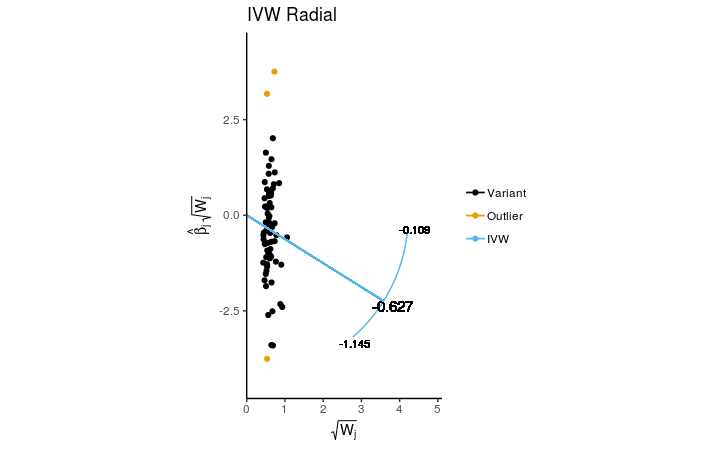 IVW Radial
2.5
0.0
-2.5
β̂j√Wj
-0.109
-0.627
-1.145
0 1 2 3 4 5
√Wj
Variant
Outlier
IVW